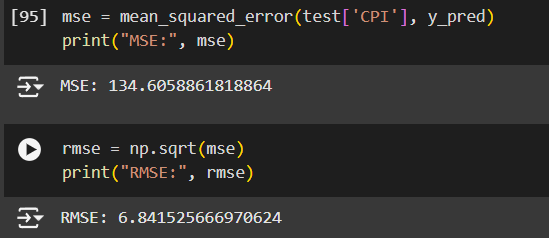 [95] mse = mean_squared_error(test['CPI'], y_pred)
print("MSE:", mse)
MSE: 134.6058861818864
rmse = np.sqrt(mse)
print("RMSE:", rmse)
RMSE: 6.841525666970624